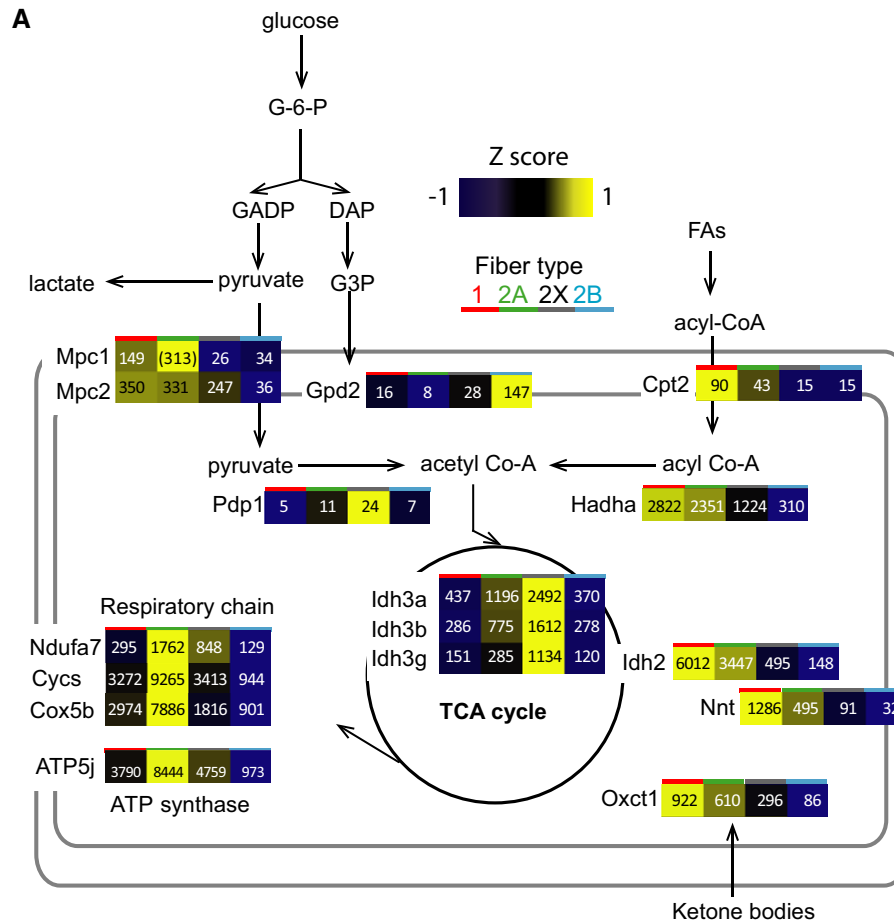 A
glucose
G-6-P
Z score
-1 1
GADP DAP
FAs
lactate pyruvate G3P
Fiber type
1 2A 2X 2B
acyl-CoA
Mpc1 149 (313) 26 34
Mpc2 350 331 247 36
Gpd2 16 8 28 147
Cpt2 90 43 15 15
pyruvate acetyl Co-A acyl Co-A
Pdp1 5 11 24 7
Hadha 2822 2351 1224 310
Idh3a 437 1196 2492 370
Idh3b 286 775 1612 278
Idh3g 151 285 1134 120
TCA cycle
Respiratory chain
Ndufa7 295 1762 848 129
Cycs 3272 9265 3413 944
Cox5b 2974 7886 1816 901
ATP5j 3790 8444 4759 973
ATP synthase
Idh2 6012 3447 495 148
Nnt 1286 495 91 32
Oxct1 922 610 296 86
Ketone bodies